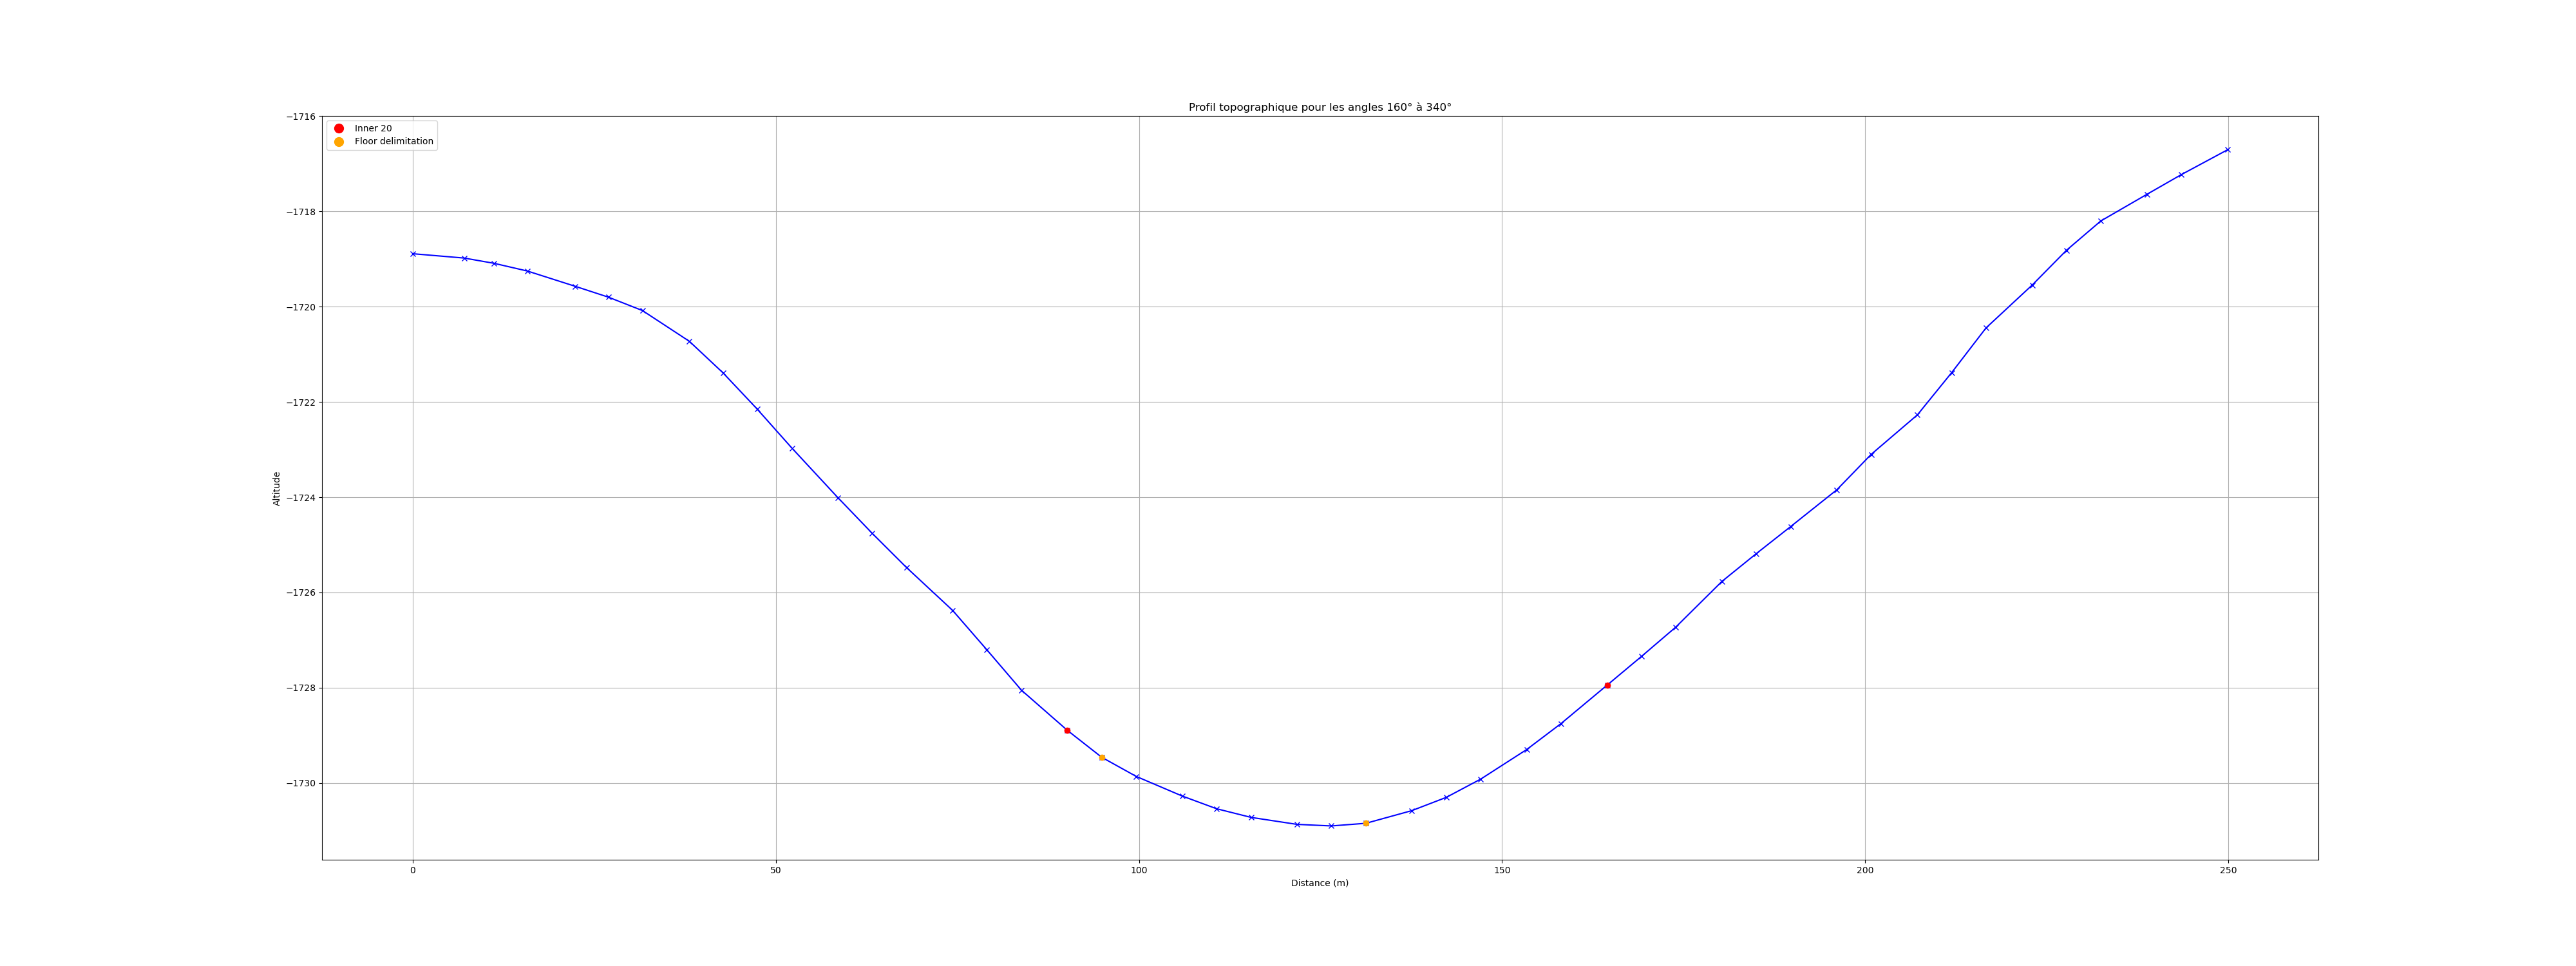 Profil topographique pour les angles 160° à 340°
Inner 20
Floor delimitation
Altitude
−1716
−1718
−1720
−1722
−1724
−1726
−1728
−1730
0
50
100
150
200
250
Distance (m)